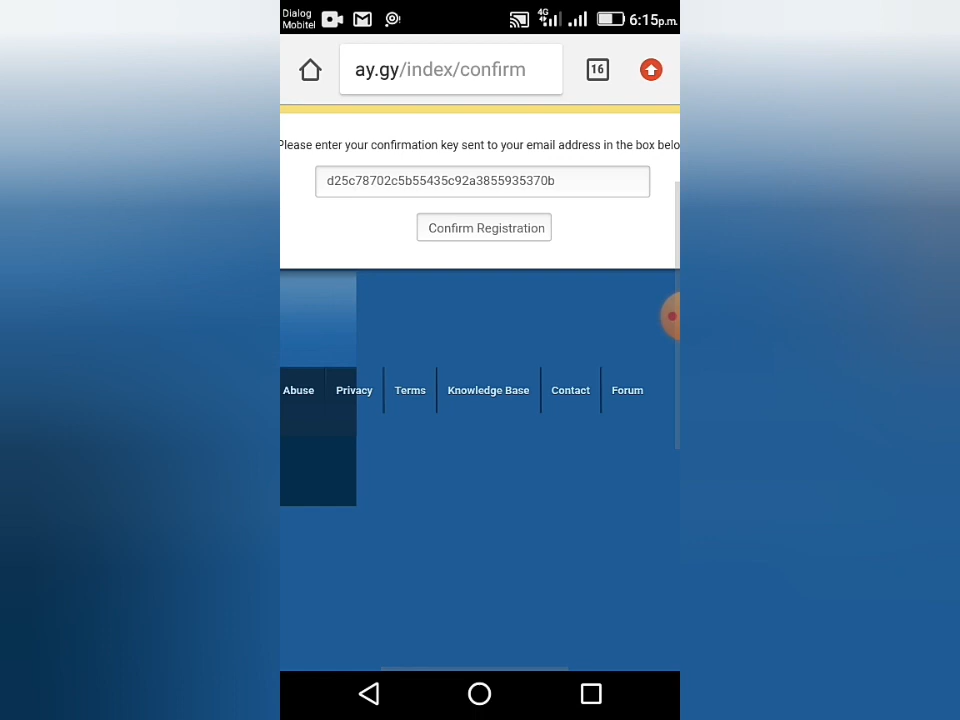 Dialog
Mobitel
4G
6:15p.m.
ay.gy/index/confirm
16
Please enter your confirmation key sent to your email address in the box belo
d25c78702c5b55435c92a3855935370b
Confirm Registration
Abuse Privacy Terms Knowledge Base Contact Forum